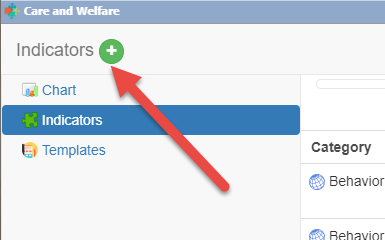 Care and Welfare
Indicators
Chart
Indicators
Templates
Category
Behavior
Behavior